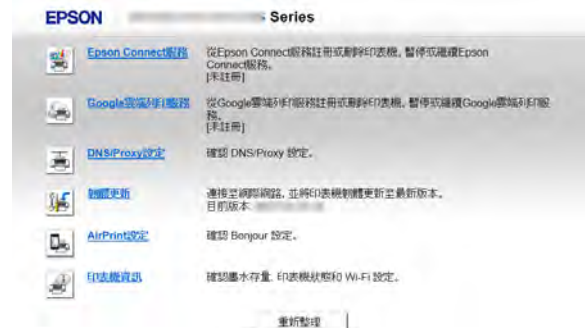 EPSON Series
Epson Connect服務
從Epson Connect服務註冊或刪除印表機, 暫停或繼續Epson
Connect服務。
[未註冊]
Google雲端列印服務
從Google雲端列印服務註冊或刪除印表機, 暫停或繼續Google雲端列印服
務。
[未註冊]
DNS/Proxy設定
確認 DNS/Proxy 設定。
韌體更新
連接至網際網路, 並將印表機韌體更新至最新版本。
目前版本
AirPrint設定
確認 Bonjour 設定。
印表機資訊
確認墨水存量, 印表機狀態和 Wi-Fi 設定。
重新整理